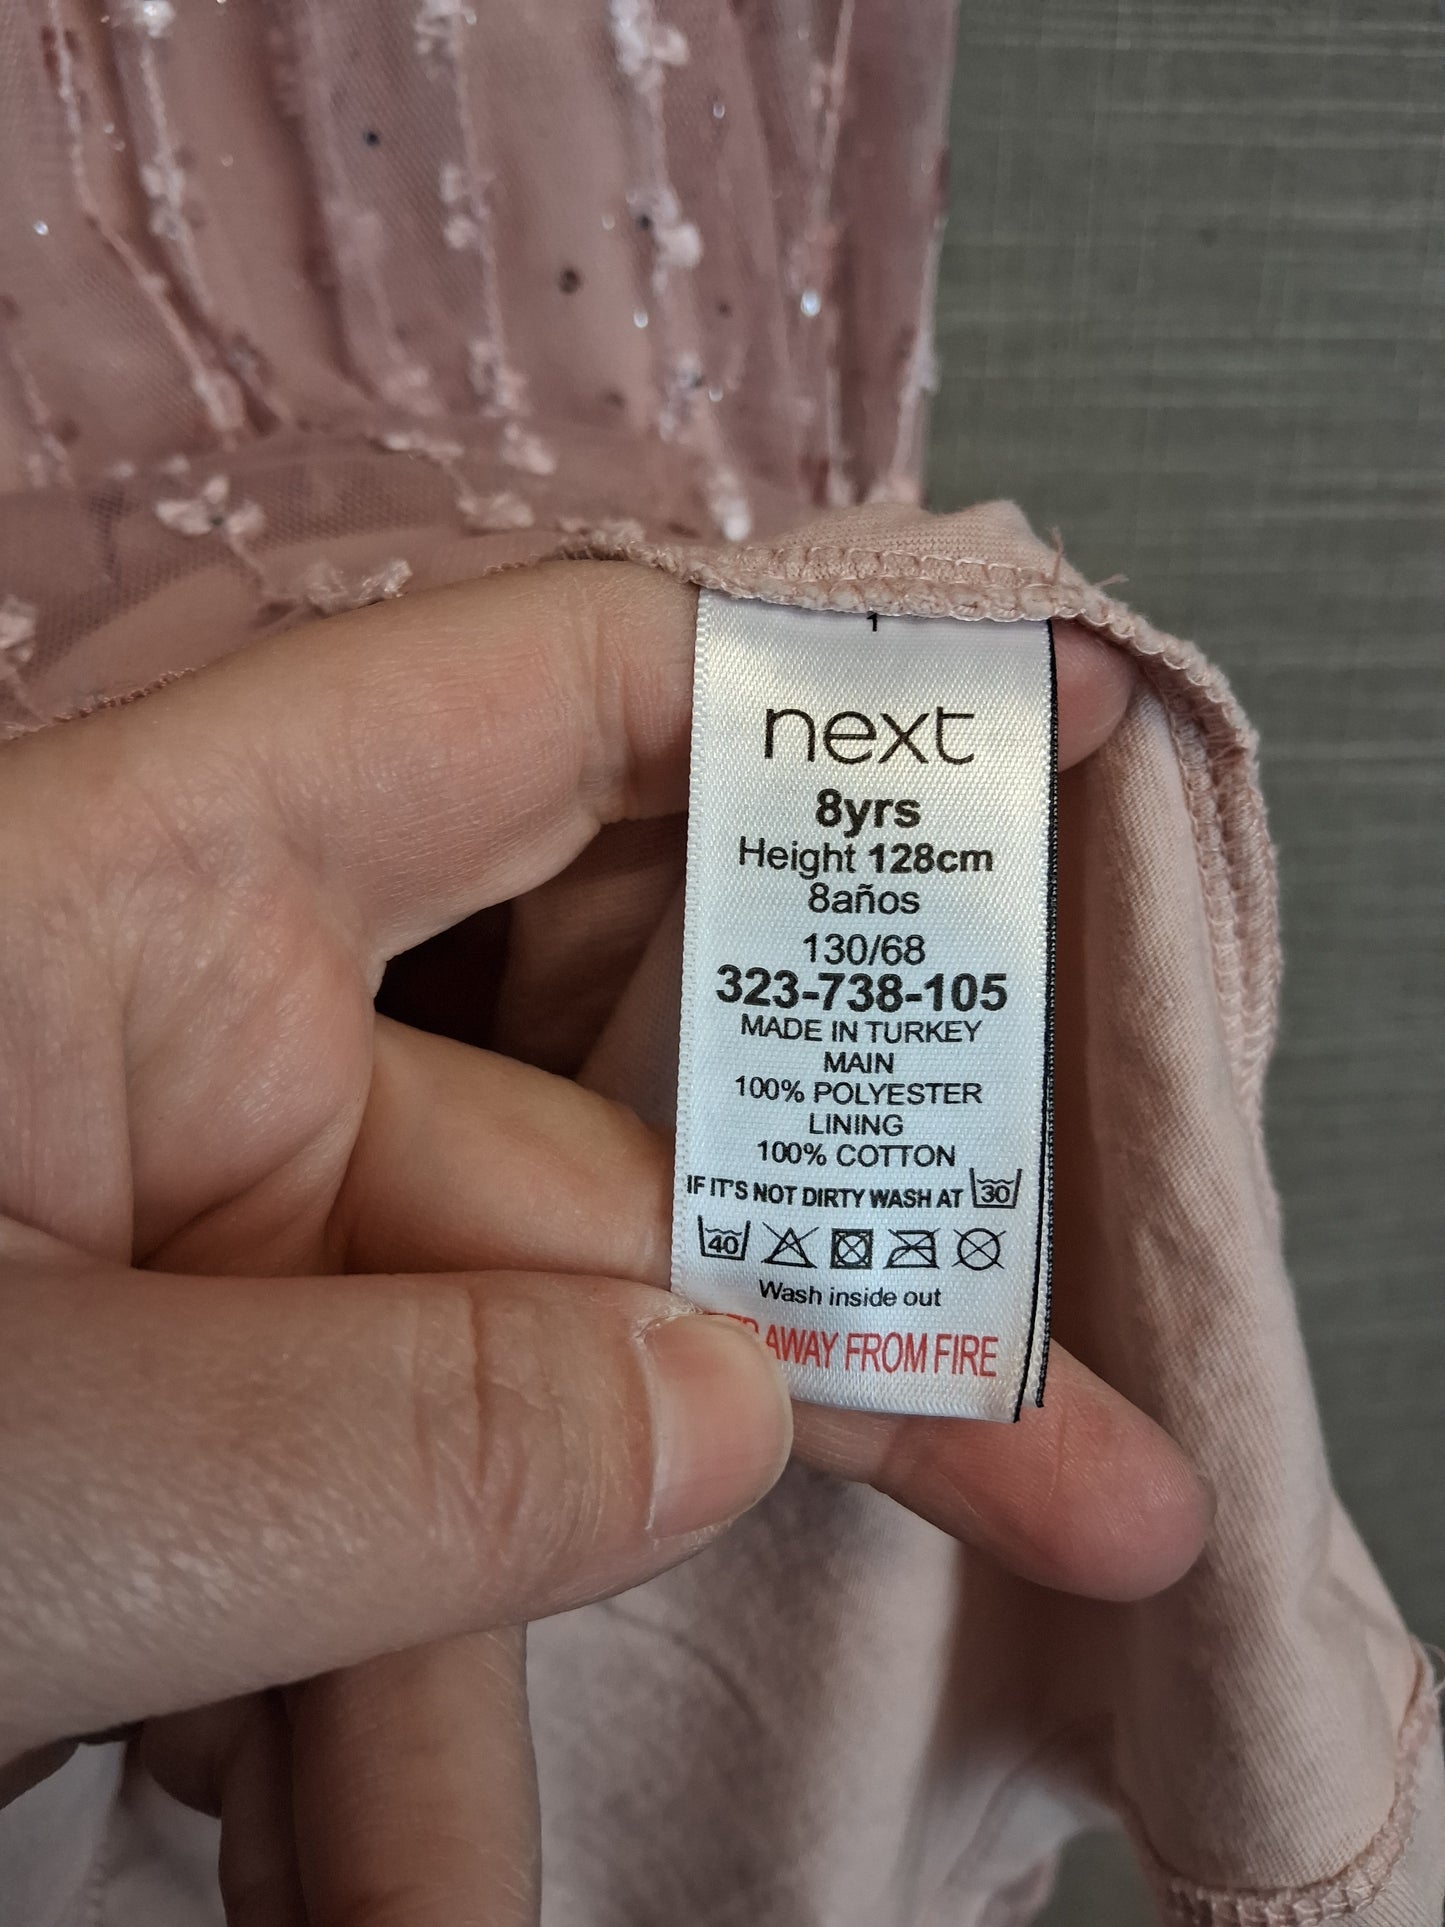 1
next
8yrs
Height 128cm
8años
130/68
323-738-105
MADE IN TURKEY
MAIN
100% POLYESTER
LINING
100% COTTON
IF IT'S NOT DIRTY WASH AT 30
40
Wash inside out
AWAY FROM FIRE